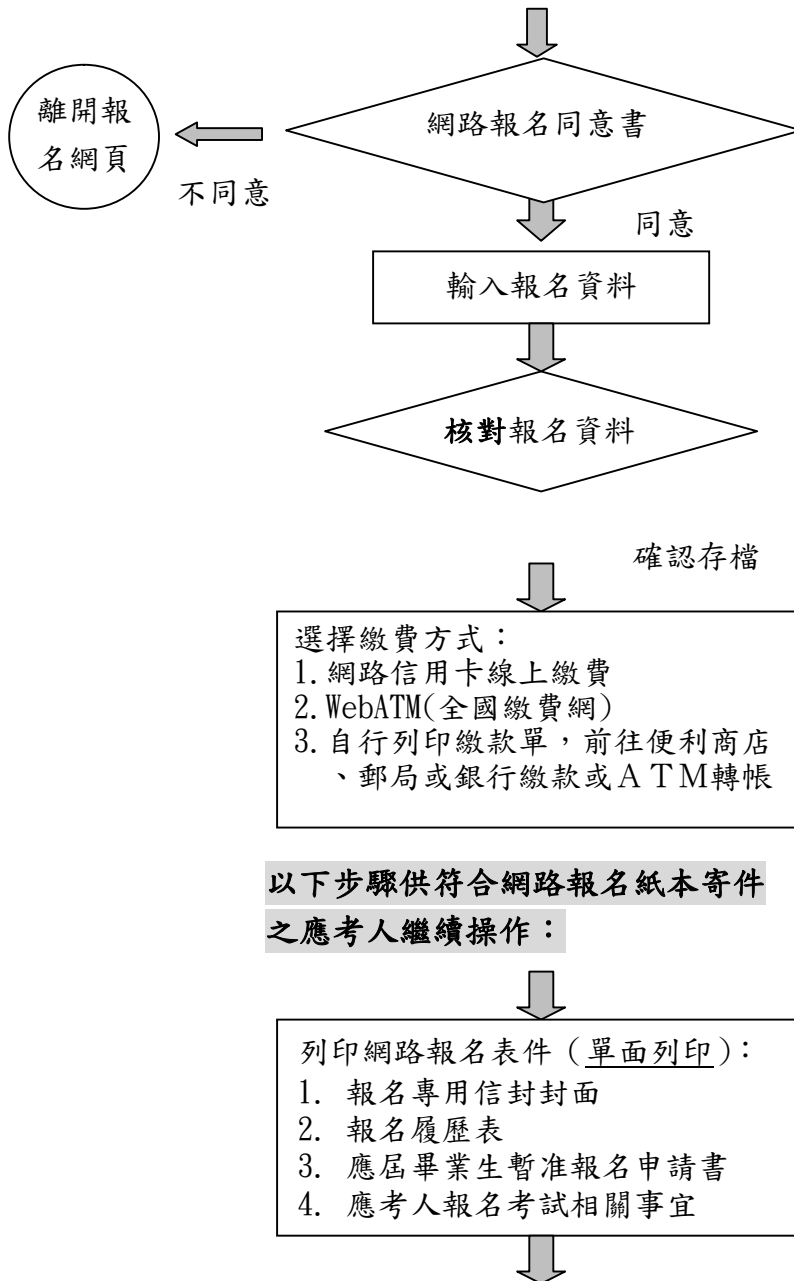 網路報名同意書
離開報
名網頁
不同意
同意
輸入報名資料
核對報名資料
確認存檔
選擇繳費方式：
1.網路信用卡線上繳費
2.WebATM(全國繳費網)
3.自行列印繳款單，前往便利商店
、郵局或銀行繳款或ＡＴＭ轉帳
以下步驟供符合網路報名紙本寄件
之應考人繼續操作：
列印網路報名表件（單面列印）：
1. 報名專用信封封面
2. 報名履歷表
3. 應屆畢業生暫准報名申請書
4. 應考人報名考試相關事宜